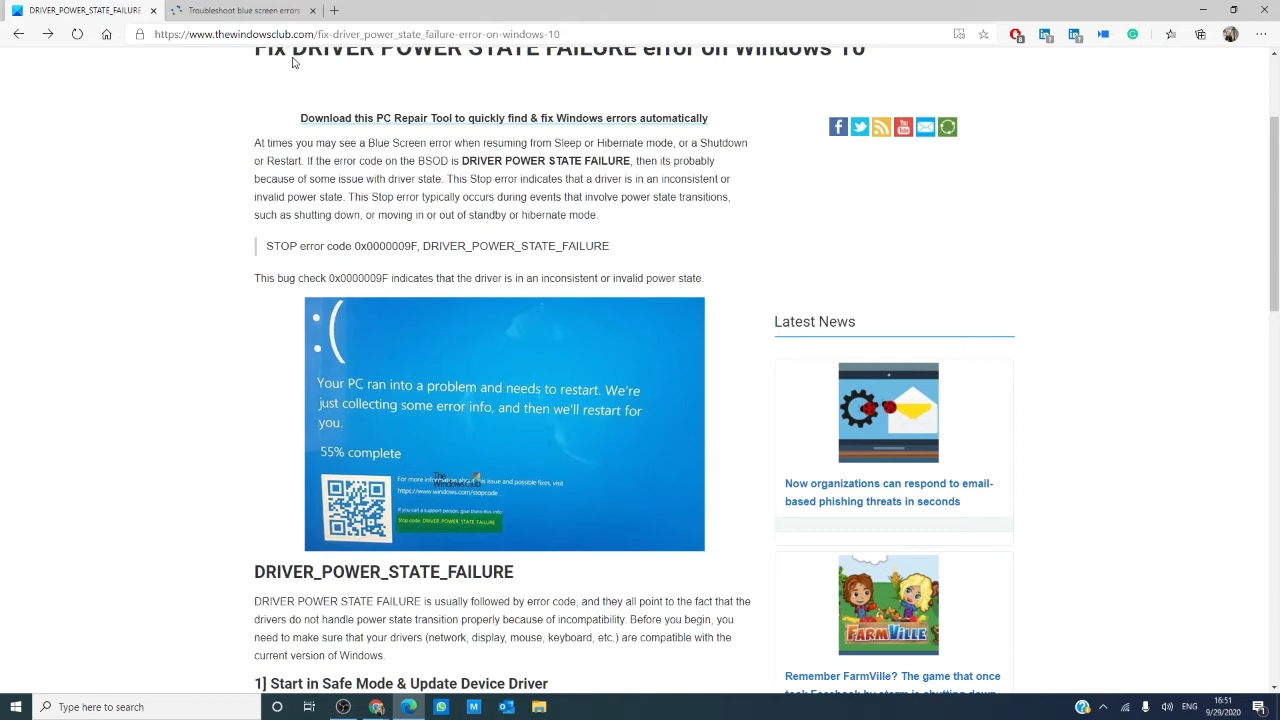 DRIVER_POWER_STATE_FAILURE
Troubleshoot blue screen errors
https://www.thewindowsclub.com/fix-driver_power_state_failure-error-on-windows-10
Fix DRIVER POWER STATE FAILURE error on Windows 10
Download this PC Repair Tool to quickly find & fix Windows errors automatically
At times you may see a Blue Screen error when resuming from Sleep or Hibernate mode, or a Shutdown
or Restart. If the error code on the BSOD is DRIVER POWER STATE FAILURE, then its probably
because of some issue with driver state. This Stop error indicates that a driver is in an inconsistent or
invalid power state. This Stop error typically occurs during events that involve power state transitions,
such as shutting down, or moving in or out of standby or hibernate mode.
STOP error code 0x0000009F, DRIVER_POWER_STATE_FAILURE
This bug check 0x0000009F indicates that the driver is in an inconsistent or invalid power state.
Your PC ran into a problem and needs to restart. We're
just collecting some error info, and then we'll restart for
you.
55% complete
For more information about this issue and possible fixes, visit
https://www.windows.com/stopcode
The
WindowsClub
If you call a support person, give them this info:
Stop code: DRIVER POWER STATE FAILURE
DRIVER_POWER_STATE_FAILURE
DRIVER POWER STATE FAILURE is usually followed by error code, and they all point to the fact that the
drivers do not handle power state transition properly because of incompatibility. Before you begin, you
need to make sure that your drivers (network, display, mouse, keyboard, etc.) are compatible with the
current version of Windows.
1] Start in Safe Mode & Update Device Driver
You Tube
Latest News
Now organizations can respond to email-
based phishing threats in seconds
FARMVILLE
Remember FarmVille? The game that once
took Facebook by storm is shutting down
Type here to search
ENG
16:51
9/29/2020